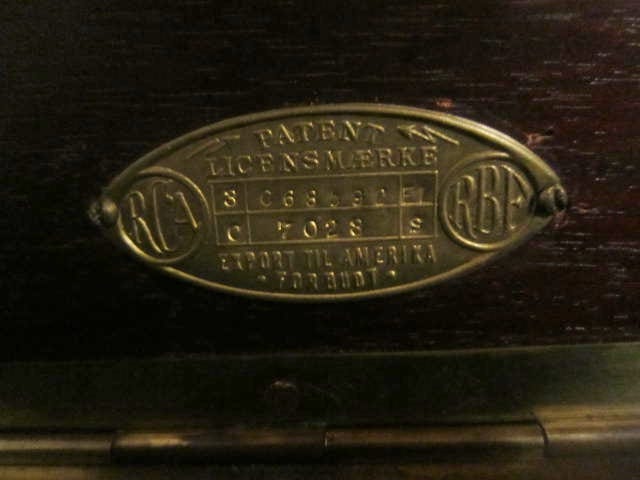 PATENT
LICENSMÆRKE
RCA
RBF
C 7028 S
EXPORT TIL AMERIKA
FORBUDT